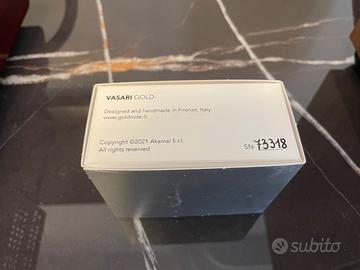 VASARI GOLD
Designed and handmade in Firenze, Italy
www.goldnote.it
Copyright ©2021 Akamai S.r.l.
All rights reserved
SN 73318
subito